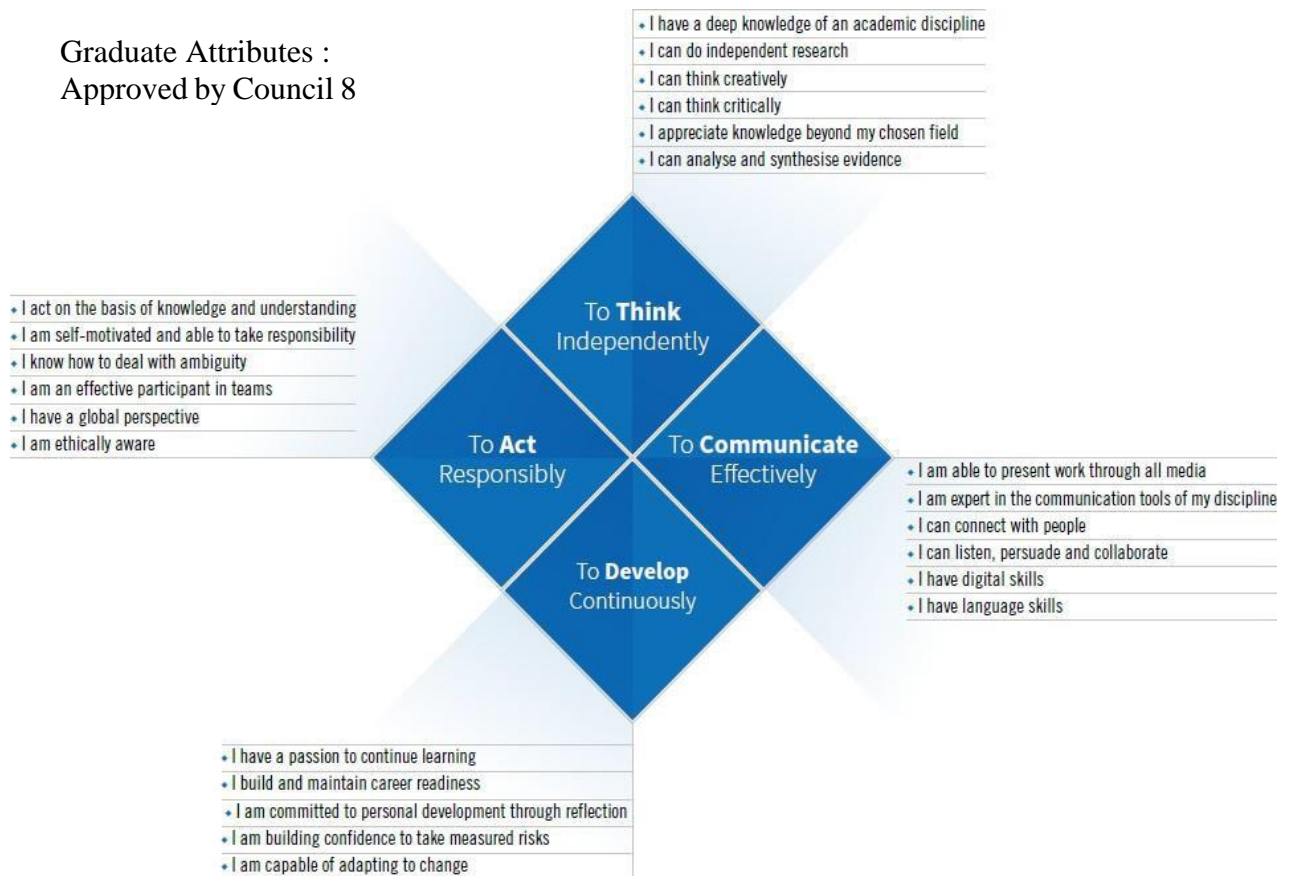 Graduate Attributes :
Approved by Council 8
• I have a deep knowledge of an academic discipline
• I can do independent research
• I can think creatively
• I can think critically
• I appreciate knowledge beyond my chosen field
• I can analyse and synthesise evidence
To Think
Independently
• I act on the basis of knowledge and understanding
• I am self-motivated and able to take responsibility
• I know how to deal with ambiguity
• I am an effective participant in teams
• I have a global perspective
• I am ethically aware
To Act
Responsibly
To Communicate
Effectively
• I am able to present work through all media
• I am expert in the communication tools of my discipline
• I can connect with people
• I can listen, persuade and collaborate
• I have digital skills
• I have language skills
To Develop
Continuously
• I have a passion to continue learning
• I build and maintain career readiness
• I am committed to personal development through reflection
• I am building confidence to take measured risks
• I am capable of adapting to change